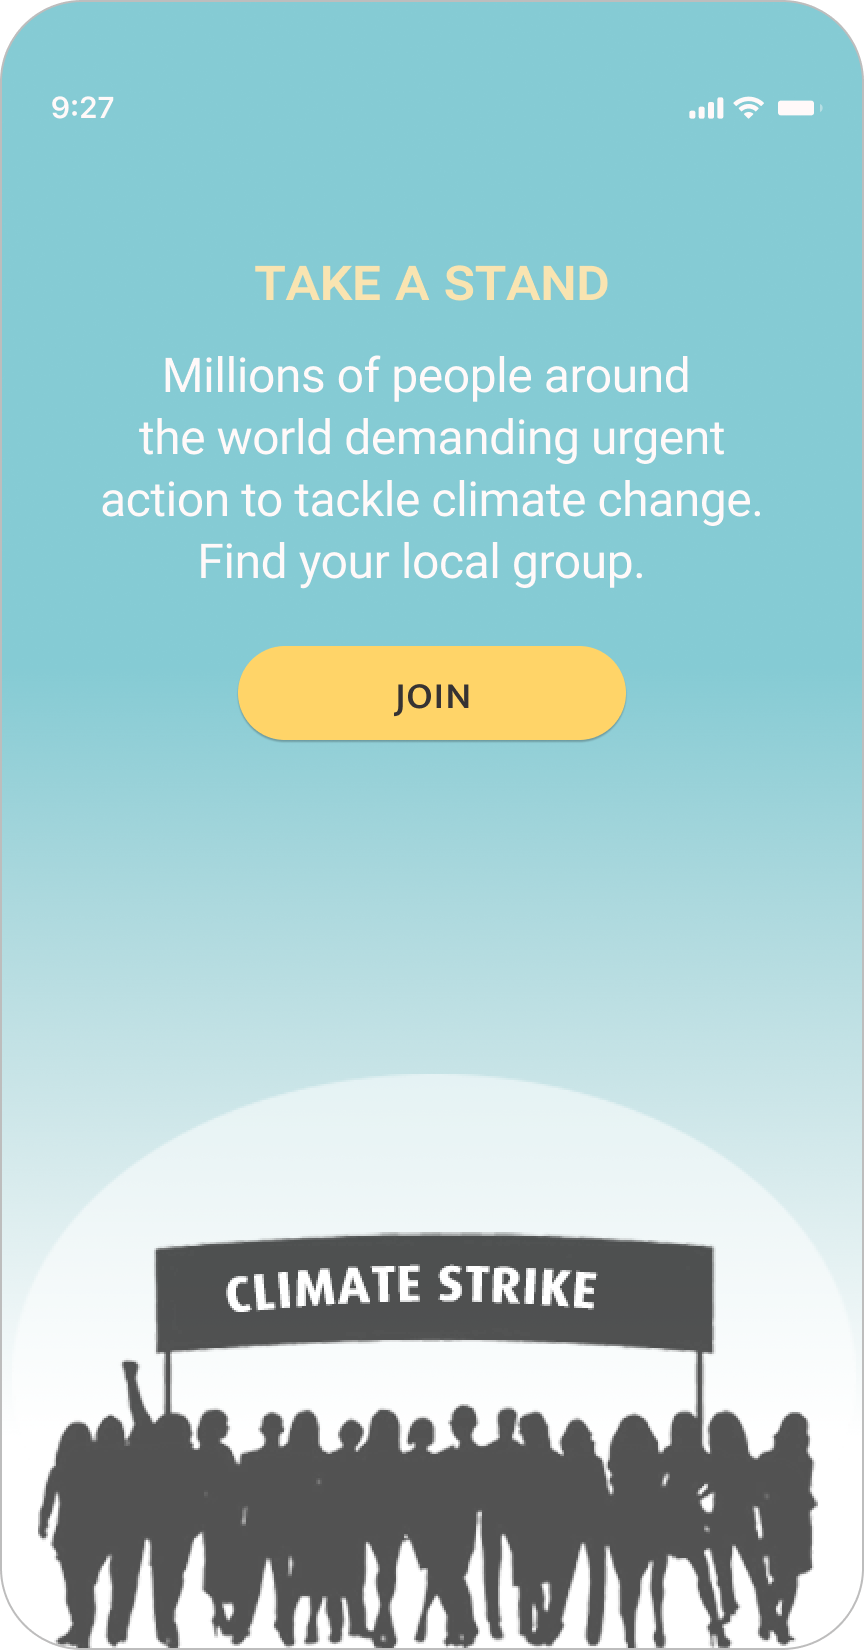 9:27
TAKE A STAND
Millions of people around
the world demanding urgent
action to tackle climate change.
Find your local group.
JOIN
CLIMATE STRIKE